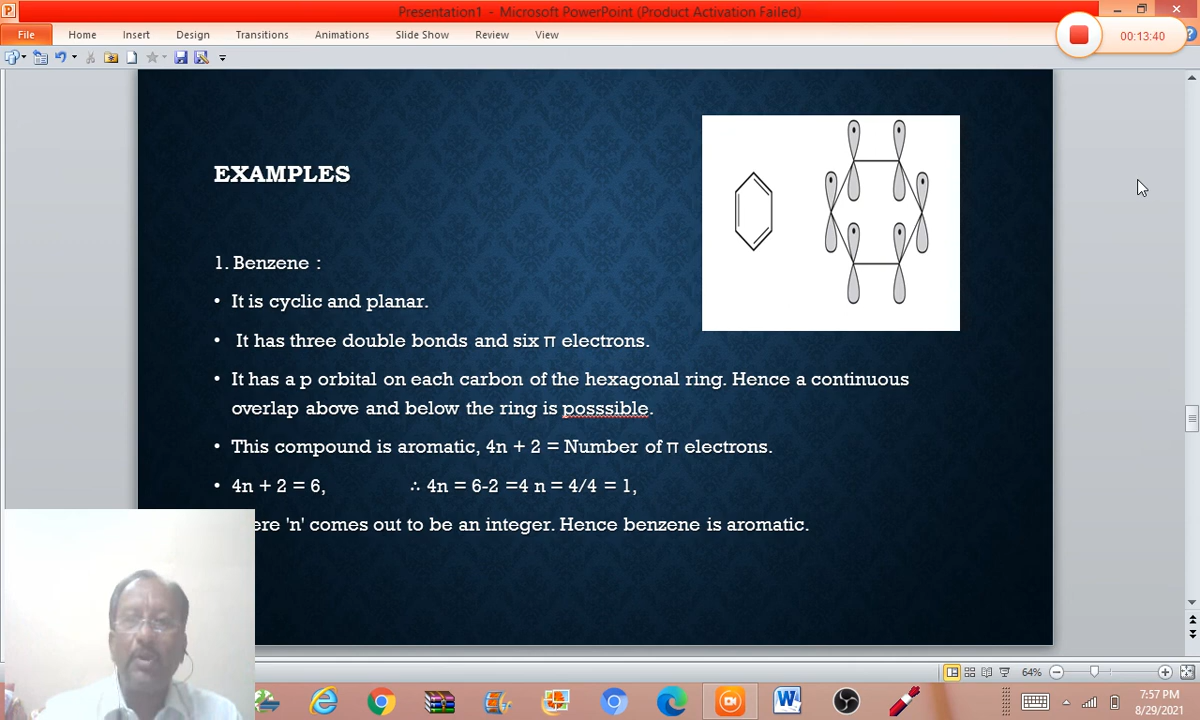 Presentation1 - Microsoft PowerPoint (Product Activation Failed)
File Home Insert Design Transitions Animations Slide Show Review View
00:13:40
EXAMPLES
1. Benzene :
• It is cyclic and planar.
• It has three double bonds and six π electrons.
• It has a p orbital on each carbon of the hexagonal ring. Hence a continuous
overlap above and below the ring is posssible.
• This compound is aromatic, 4n + 2 = Number of π electrons.
• 4n + 2 = 6, ∴ 4n = 6-2 =4 n = 4/4 = 1,
'n' comes out to be an integer. Hence benzene is aromatic.
64%
7:57 PM
8/29/2021